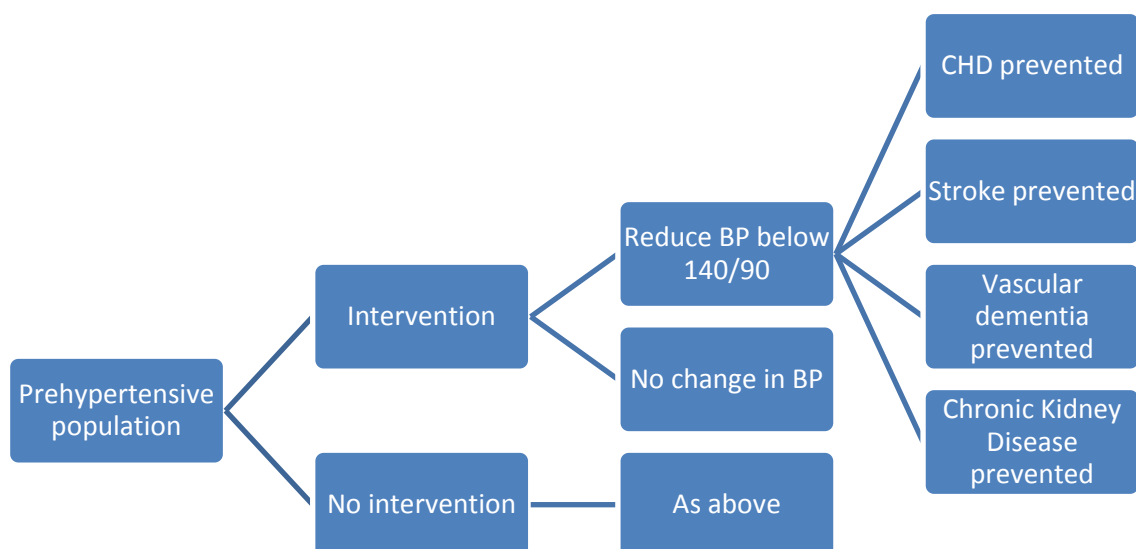 Prehypertensive
population
Intervention
No intervention
Reduce BP below
140/90
No change in BP
As above
CHD prevented
Stroke prevented
Vascular
dementia
prevented
Chronic Kidney
Disease
prevented